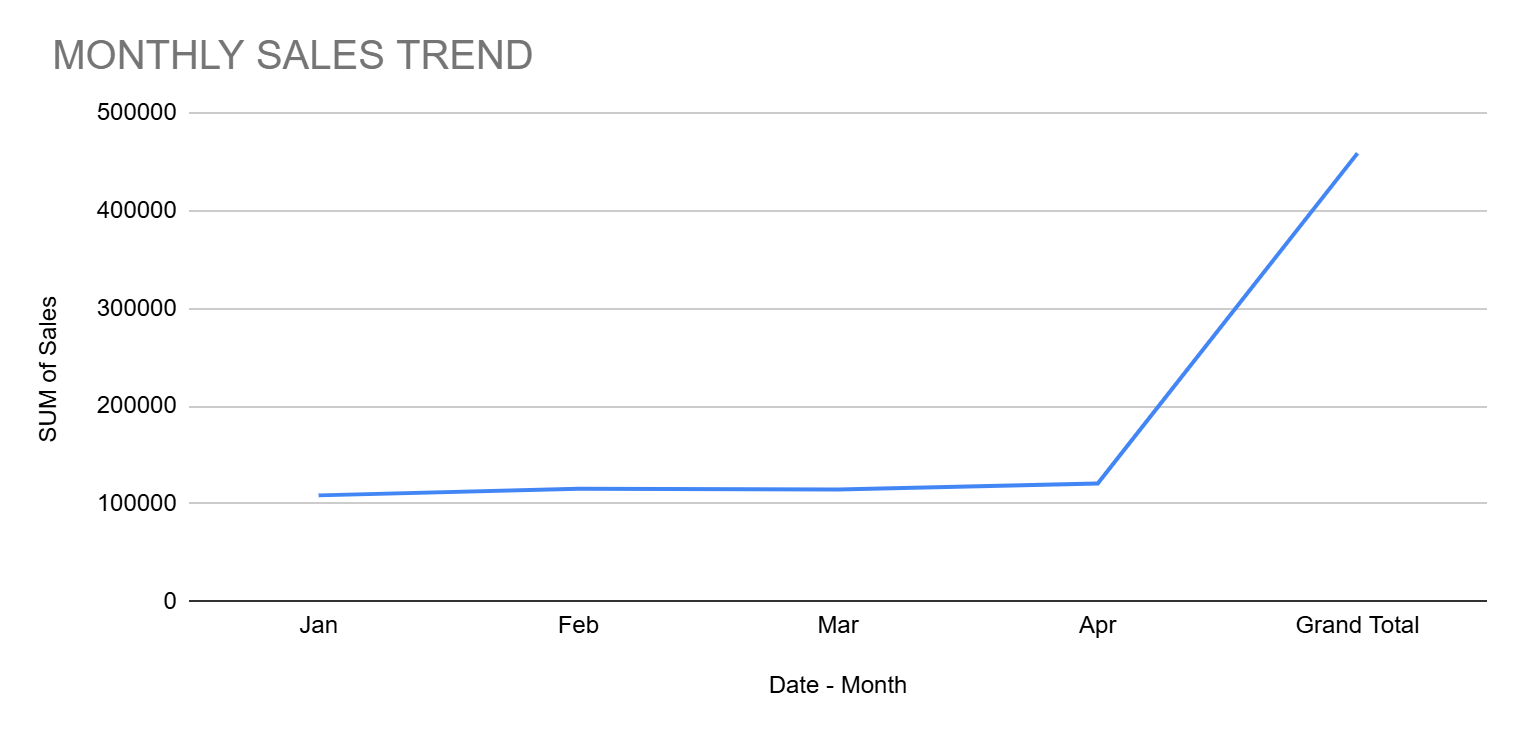 MONTHLY SALES TREND
500000
400000
300000
200000
100000
0
SUM of Sales
Jan Feb Mar Apr Grand Total
Date - Month